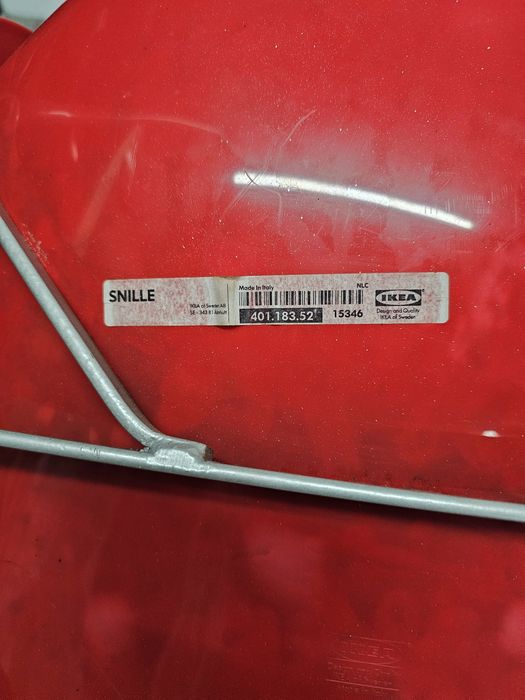 SNILLE
IKEA of Sweden AB
SE - 343 81 Älmhult
Made in Italy
NLC
401.183.52
15346
IKEA
Design and Quality
IKEA of Sweden